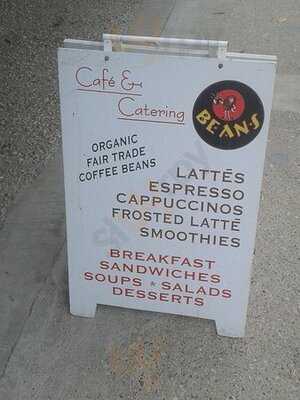 Café &
Catering
BEANS
ORGANIC
FAIR TRADE
COFFEE BEANS
LATTÉS
ESPRESSO
CAPPUCCINOS
FROSTED LATTÉ
SMOOTHIES
BREAKFAST
SANDWICHES
SOUPS * SALADS
DESSERTS